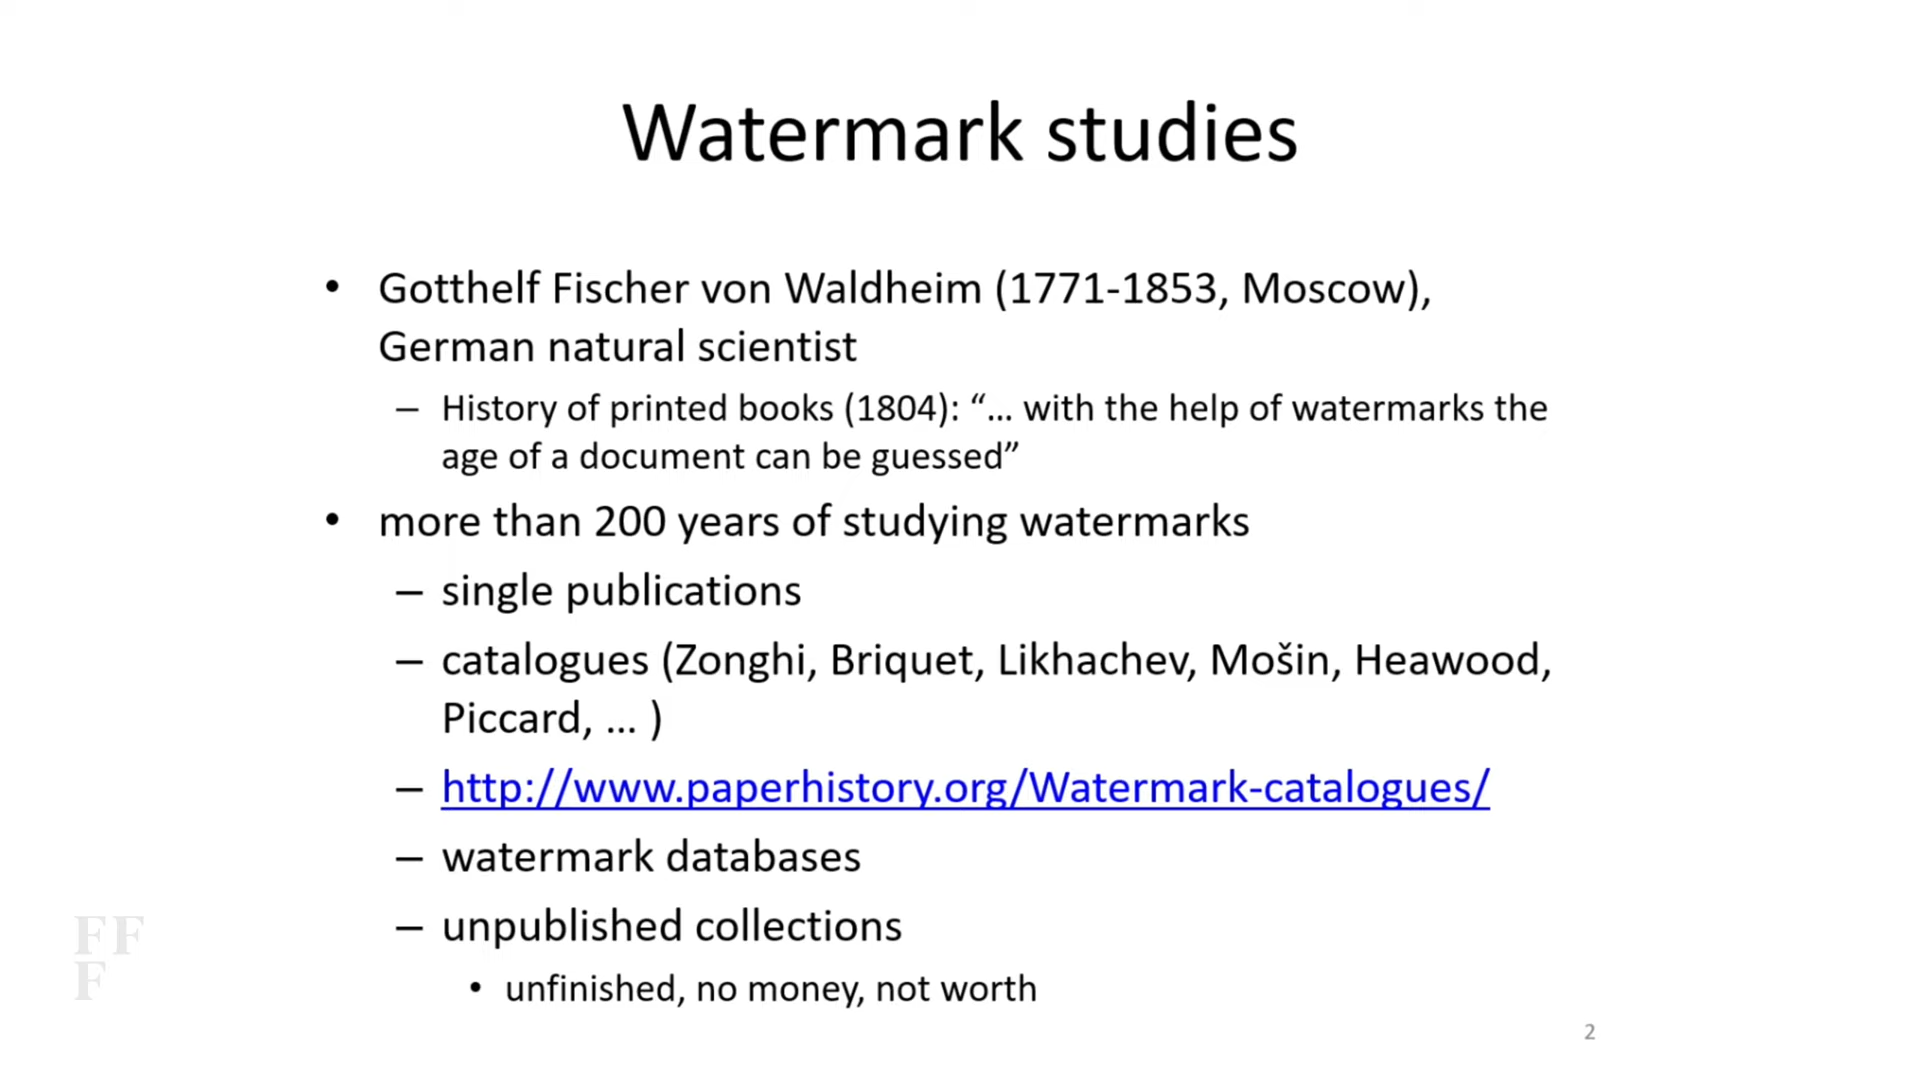 Watermark studies
• Gotthelf Fischer von Waldheim (1771-1853, Moscow),
German natural scientist
– History of printed books (1804): “… with the help of watermarks the
age of a document can be guessed”
• more than 200 years of studying watermarks
– single publications
– catalogues (Zonghi, Briquet, Likhachev, Mošin, Heawood,
Piccard, … )
– http://www.paperhistory.org/Watermark-catalogues/
– watermark databases
– unpublished collections
• unfinished, no money, not worth
FF
F
2